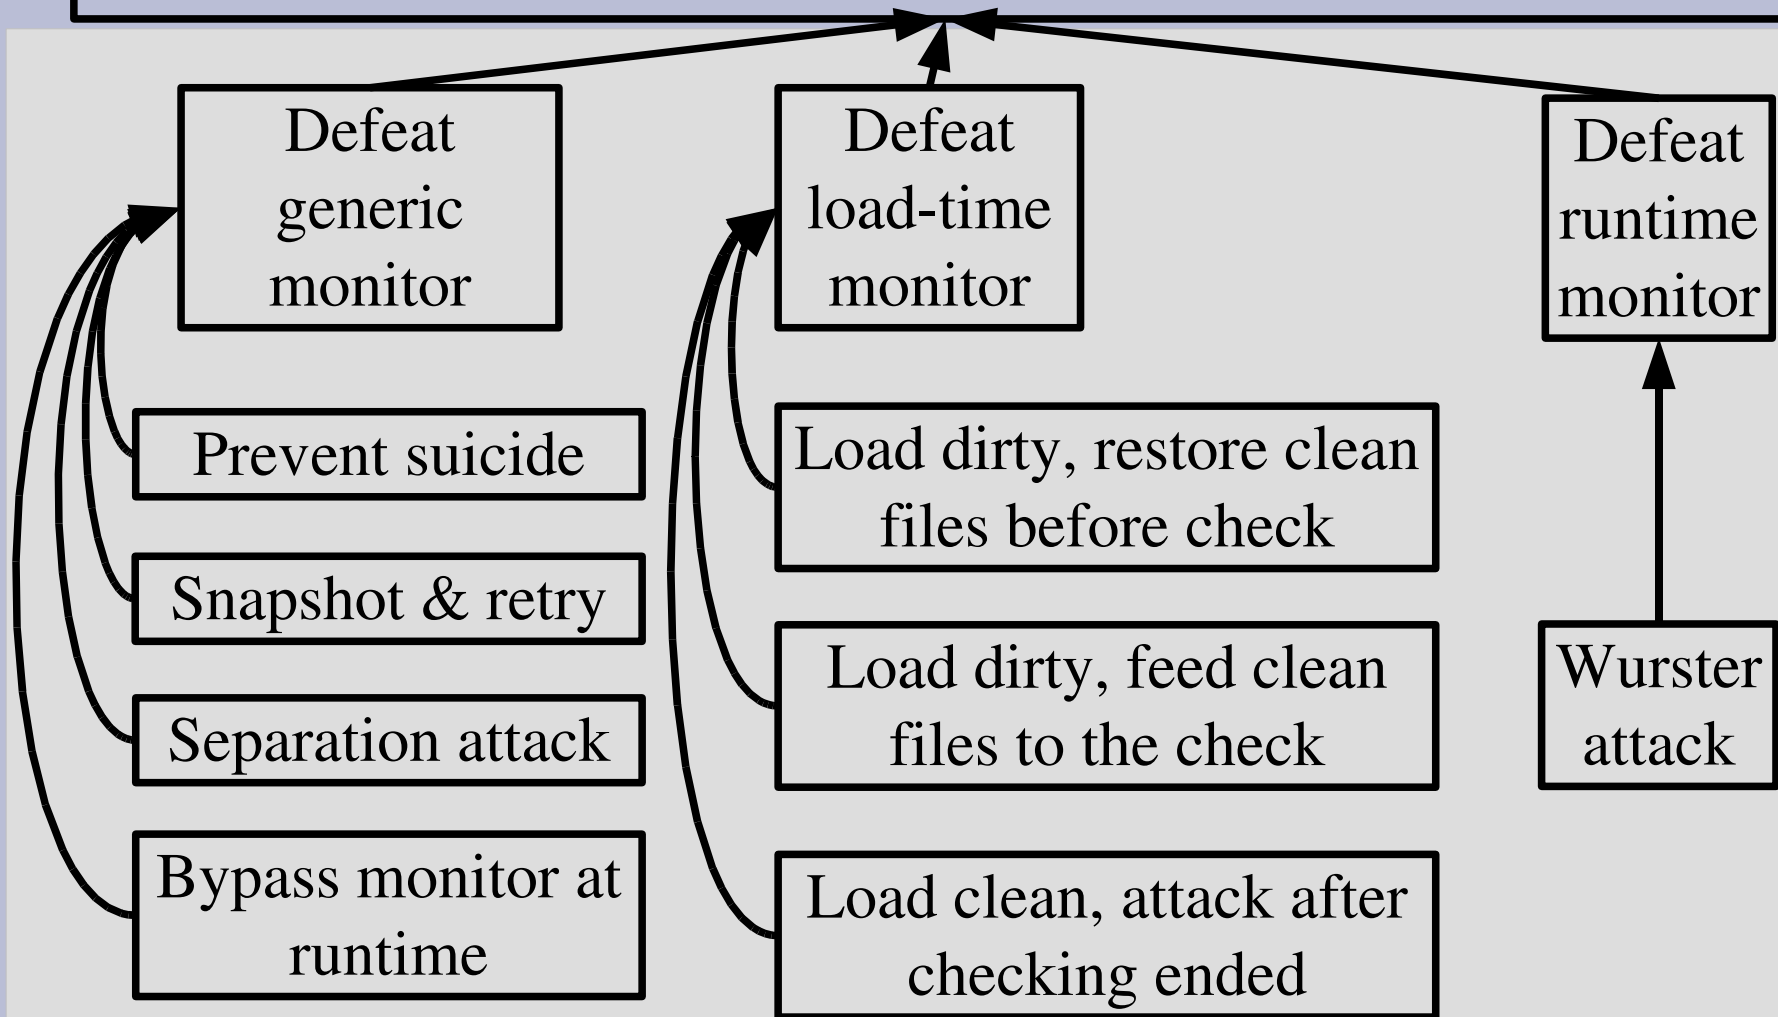 Defeat
generic
monitor
Defeat
load-time
monitor
Defeat
runtime
monitor
Prevent suicide
Snapshot & retry
Separation attack
Bypass monitor at
runtime
Load dirty, restore clean
files before check
Load dirty, feed clean
files to the check
Load clean, attack after
checking ended
Wurster
attack